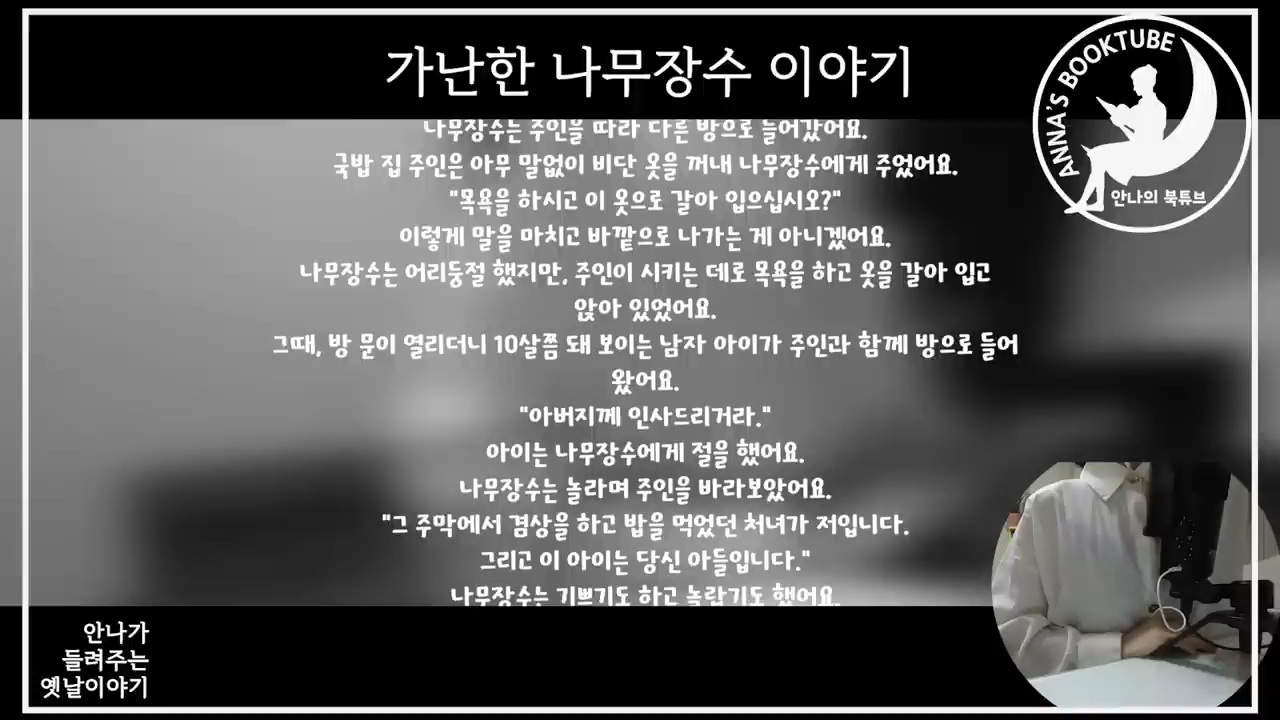 가난한 나무장수 이야기
ANNA'S BOOKTUBE
안나의 북튜브
나무장수는 주인을 따라 다른 방으로 들어갔어요.
국밥 집 주인은 아무 말없이 비단 옷을 꺼내 나무장수에게 주었어요.
"목욕을 하시고 이 옷으로 갈아 입으십시오?"
이렇게 말을 마치고 바깥으로 나가는 게 아니겠어요.
나무장수는 어리둥절 했지만, 주인이 시키는 데로 목욕을 하고 옷을 갈아 입고
앉아 있었어요.
그때, 방 문이 열리더니 10살쯤 돼 보이는 남자 아이가 주인과 함께 방으로 들어
왔어요.
"아버지께 인사드리거라."
아이는 나무장수에게 절을 했어요.
나무장수는 놀라며 주인을 바라보았어요.
"그 주막에서 겸상을 하고 밥을 먹었던 처녀가 저입니다.
그리고 이 아이는 당신 아들입니다."
나무장수는 기쁘기도 하고 놀랍기도 했어요.
안나가
들려주는
옛날이야기